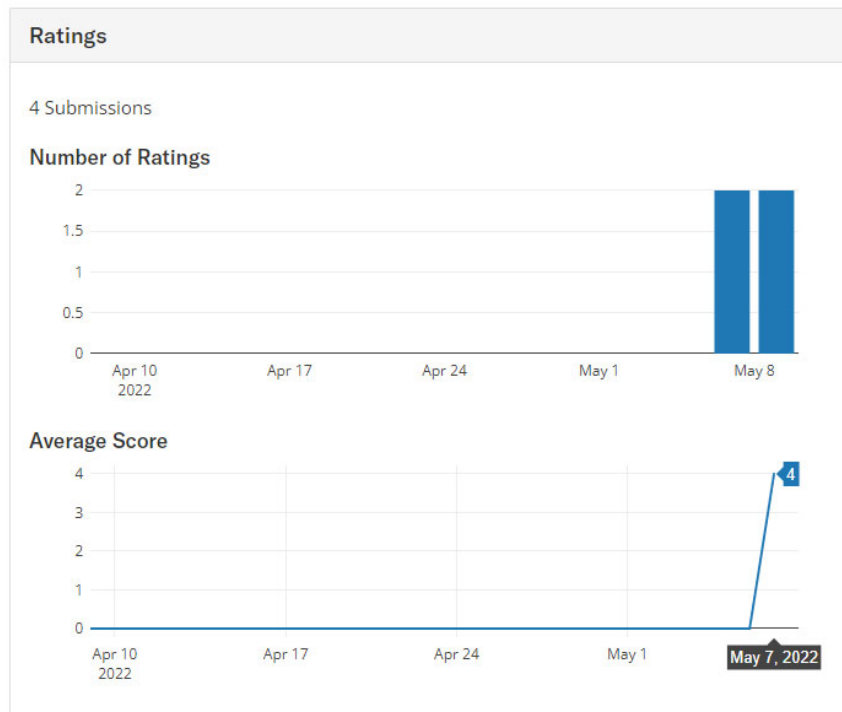 Ratings
4 Submissions
Number of Ratings
2
1.5
1
0.5
0
Apr 10 Apr 17 Apr 24 May 1 May 8
2022
Average Score
4
4
3
2
1
0
Apr 10 Apr 17 Apr 24 May 1 May 7, 2022
2022